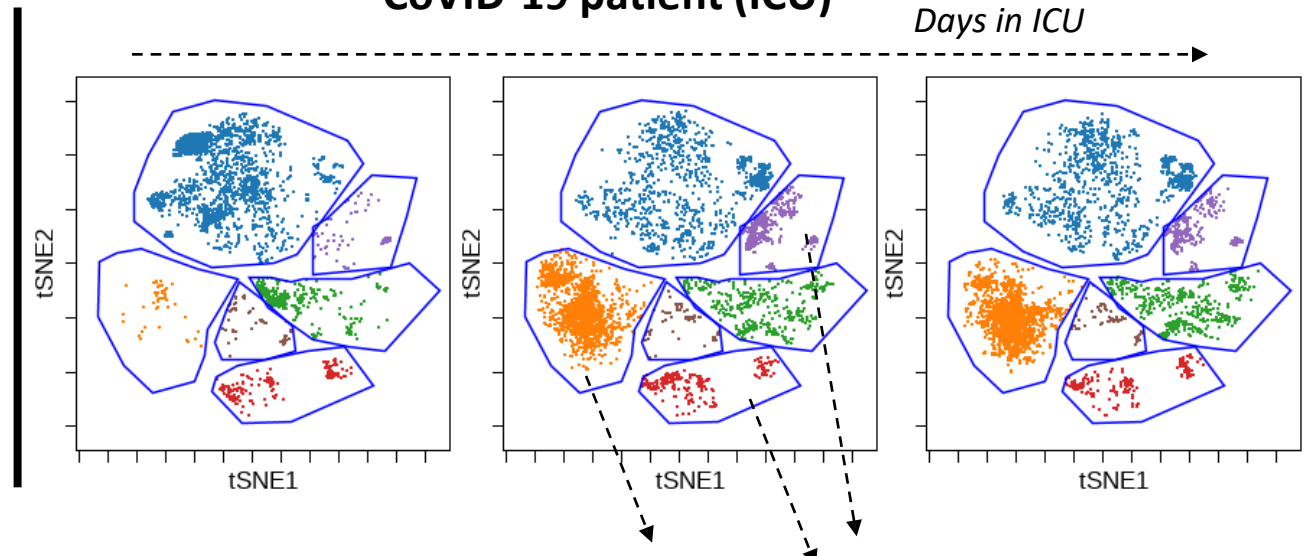 CoViD-19 patient (ICU)
Days in ICU
tSNE2
tSNE2
tSNE2
tSNE1
tSNE1
tSNE1